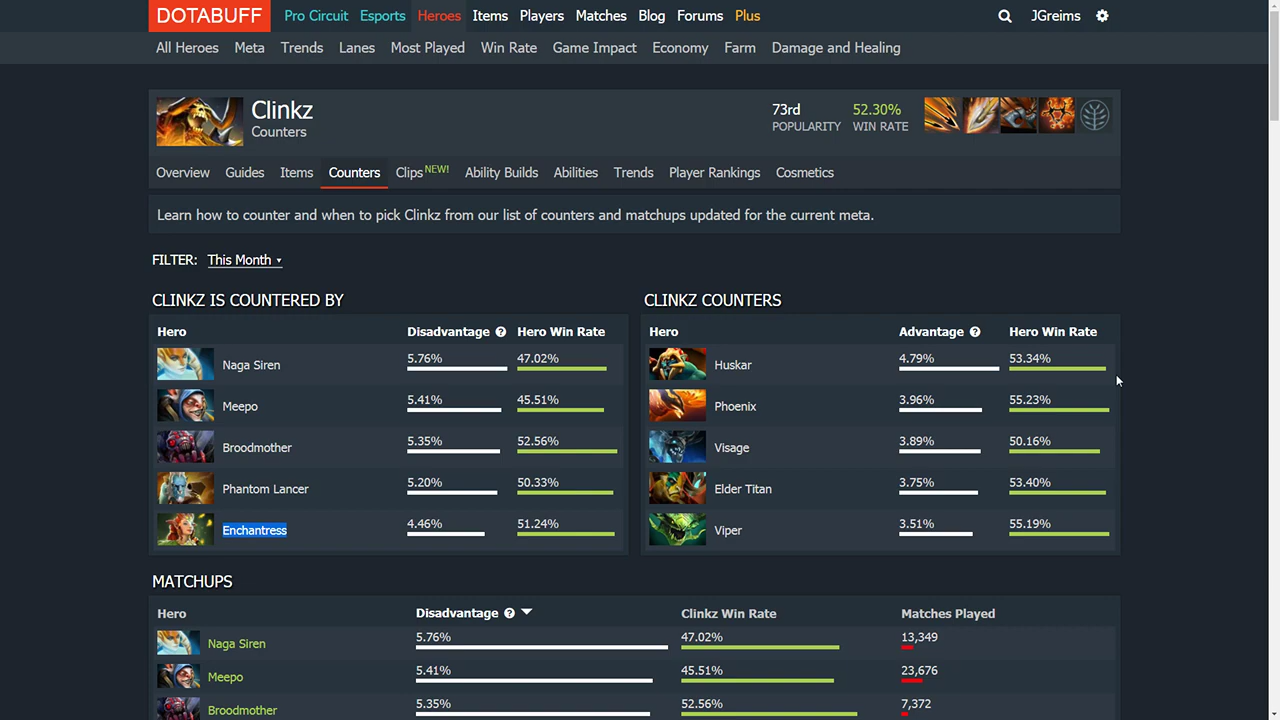 DOTABUFF Pro Circuit Esports Heroes Items Players Matches Blog Forums Plus JGreims
All Heroes Meta Trends Lanes Most Played Win Rate Game Impact Economy Farm Damage and Healing
Clinkz
Counters
73rd
POPULARITY
52.30%
WIN RATE
Overview Guides Items Counters Clips NEW! Ability Builds Abilities Trends Player Rankings Cosmetics
Learn how to counter and when to pick Clinkz from our list of counters and matchups updated for the current meta.
FILTER: This Month
CLINKZ IS COUNTERED BY
Hero Disadvantage ? Hero Win Rate
Naga Siren 5.76% 47.02%
Meepo 5.41% 45.51%
Broodmother 5.35% 52.56%
Phantom Lancer 5.20% 50.33%
Enchantress 4.46% 51.24%
CLINKZ COUNTERS
Hero Advantage ? Hero Win Rate
Huskar 4.79% 53.34%
Phoenix 3.96% 55.23%
Visage 3.89% 50.16%
Elder Titan 3.75% 53.40%
Viper 3.51% 55.19%
MATCHUPS
Hero Disadvantage ? Clinkz Win Rate Matches Played
Naga Siren 5.76% 47.02% 13,349
Meepo 5.41% 45.51% 23,676
Broodmother 5.35% 52.56% 7,372